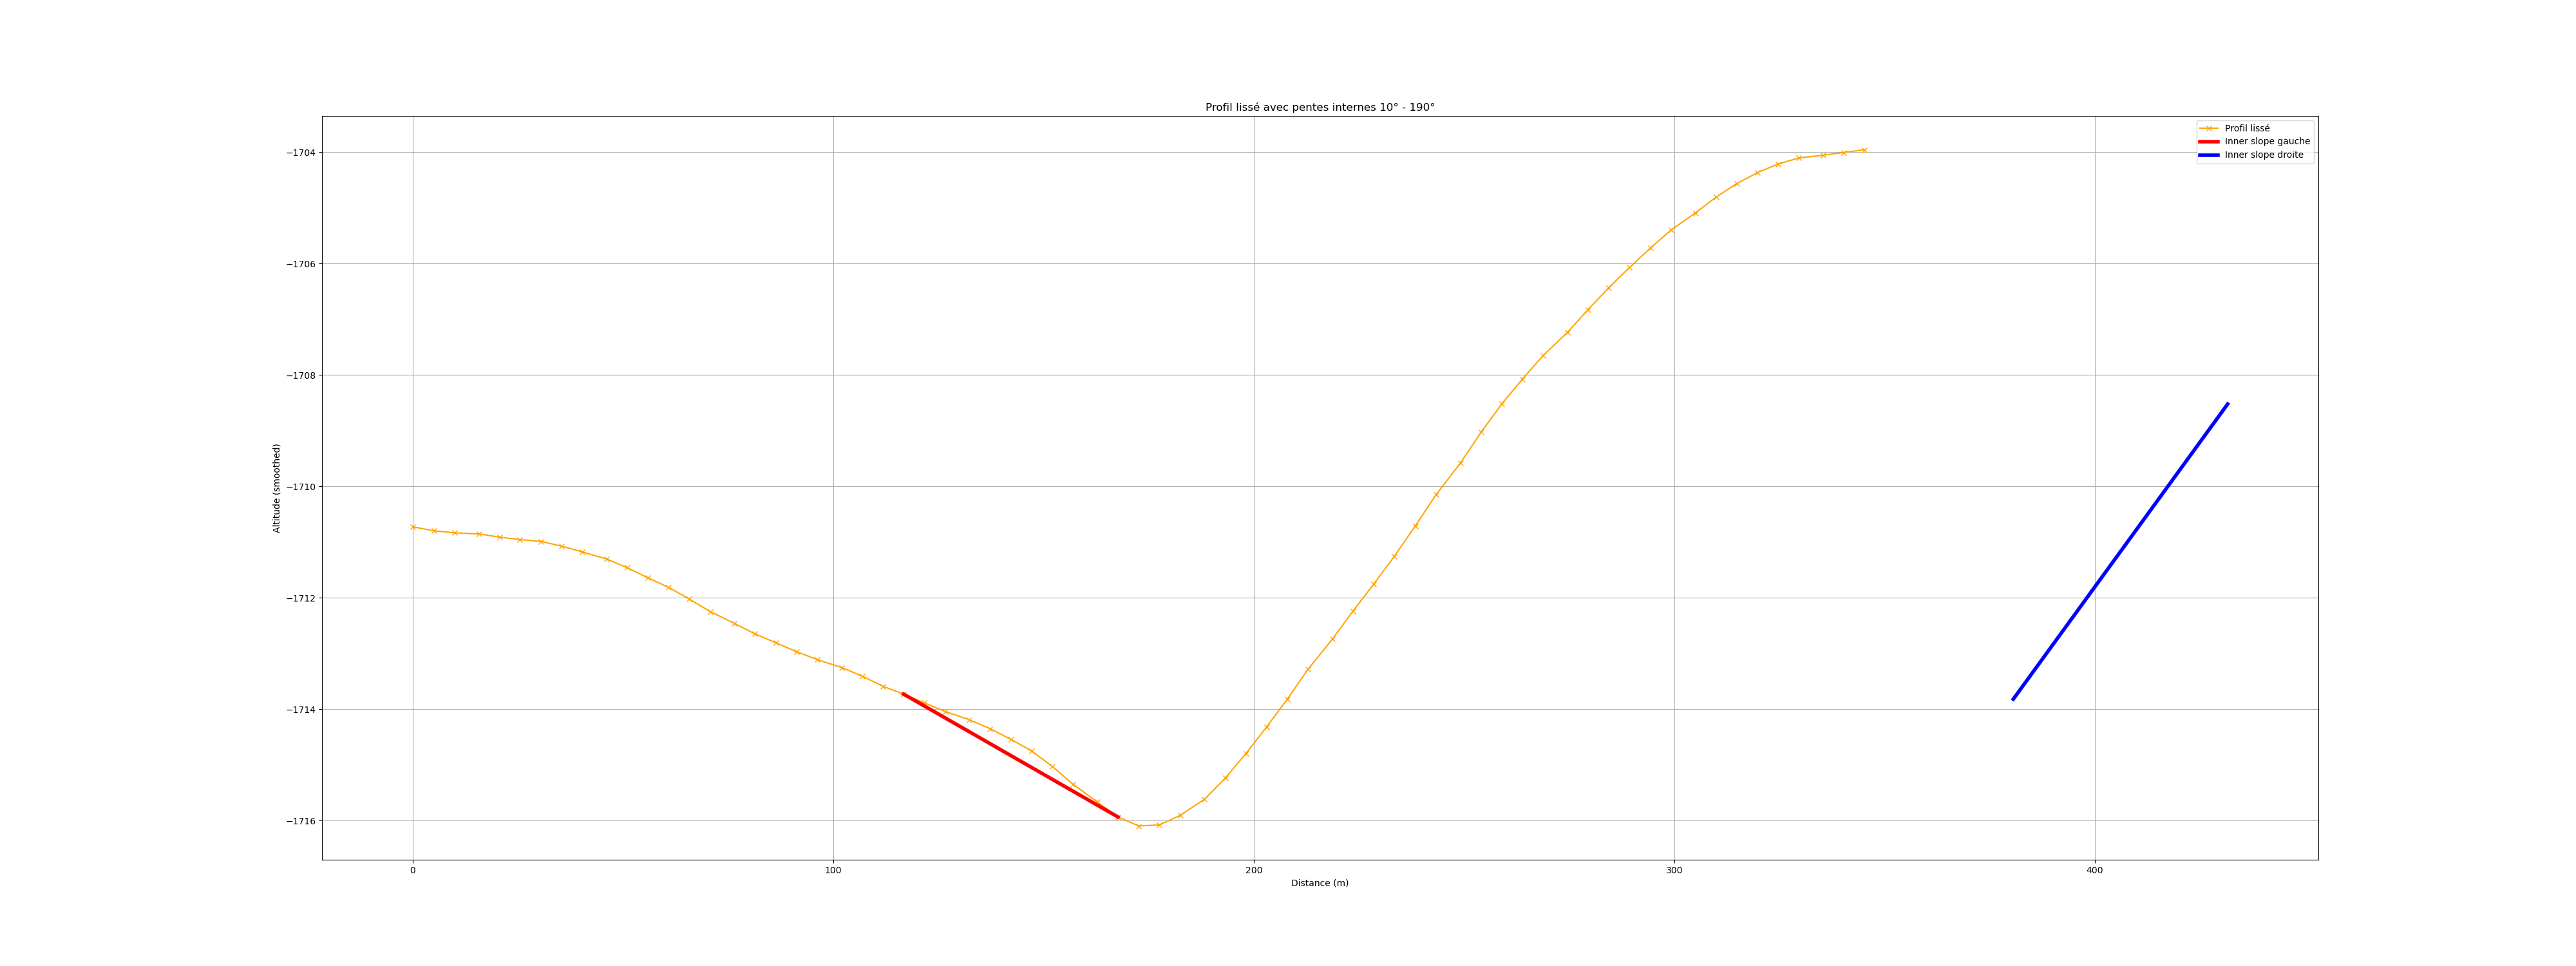 Profil lissé avec pentes internes 10° - 190°
Profil lissé
Inner slope gauche
Inner slope droite
−1704
−1706
−1708
−1710
−1712
−1714
−1716
Altitude (smoothed)
0
100
200
300
400
Distance (m)